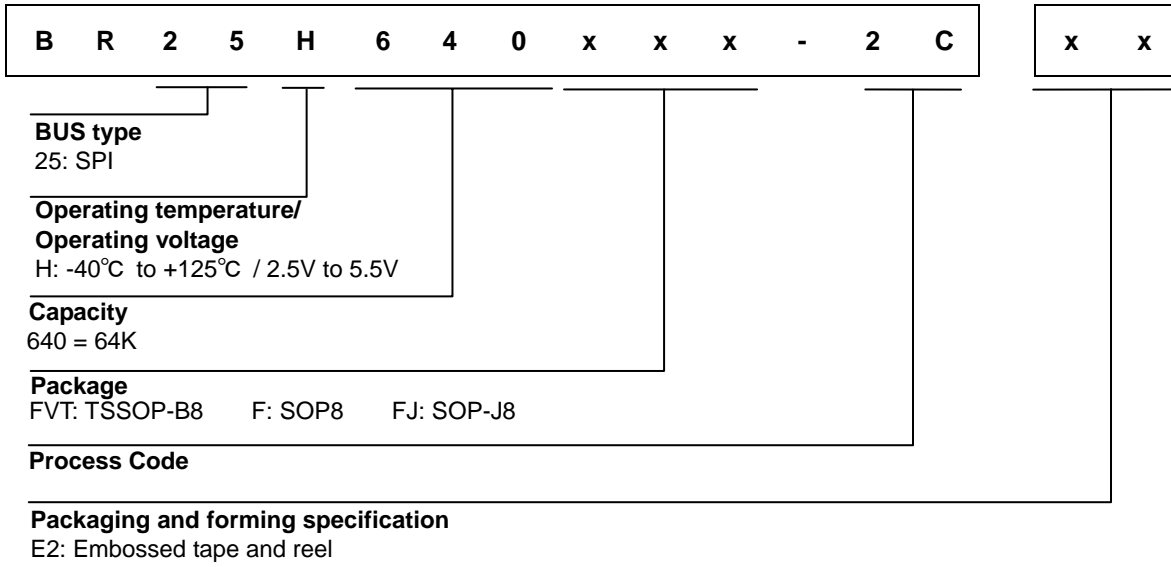 B R 2 5 H 6 4 0 x x x - 2 C x x
BUS type
25: SPI
Operating temperature/
Operating voltage
H: -40℃ to +125℃ / 2.5V to 5.5V
Capacity
640 = 64K
Package
FVT: TSSOP-B8 F: SOP8 FJ: SOP-J8
Process Code
Packaging and forming specification
E2: Embossed tape and reel